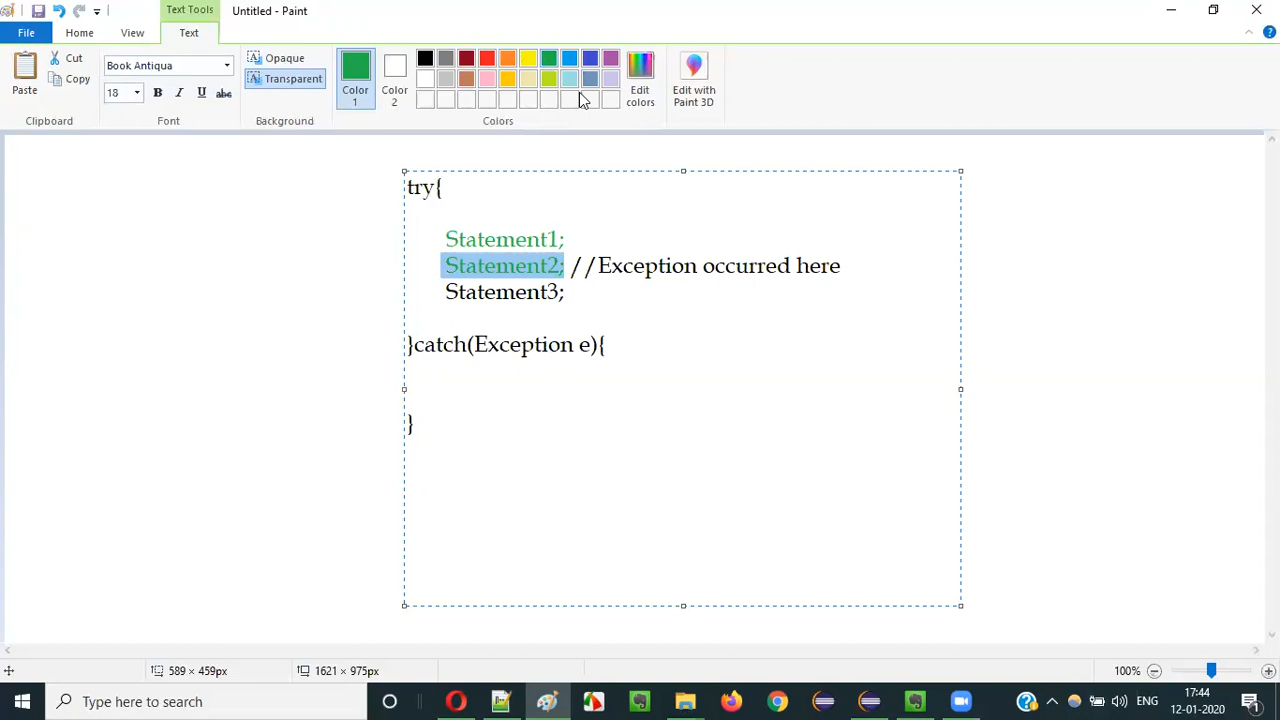 Text Tools
Untitled - Paint
File
Home
View
Text
Paste
Cut
Copy
Book Antiqua
18
B
I
U
abc
Opaque
Transparent
Color 1
Color 2
Edit colors
Edit with Paint 3D
Clipboard
Font
Background
Colors
try{
Statement1;
Statement2; //Exception occurred here
Statement3;
}catch(Exception e){
}
589 × 459px
1621 × 975px
100%
Type here to search
ENG
17:44
12-01-2020